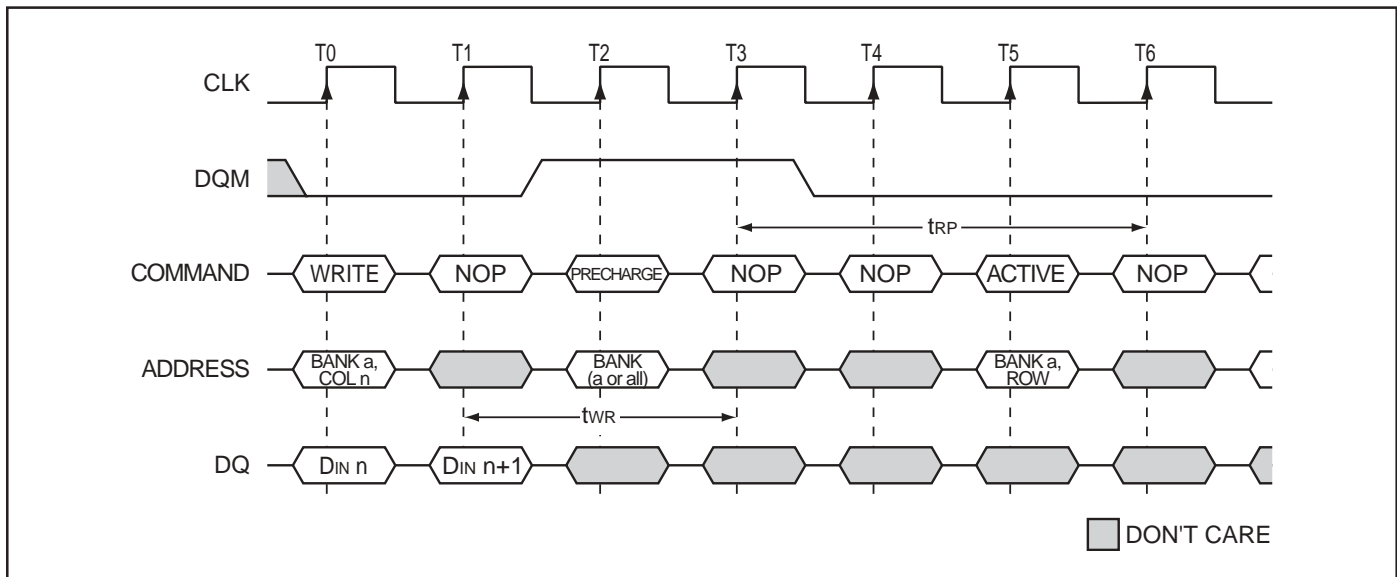 T0 T1 T2 T3 T4 T5 T6
CLK
DQM
tRP
COMMAND WRITE NOP PRECHARGE NOP NOP ACTIVE NOP
ADDRESS BANK a, COL n BANK (a or all) BANK a, ROW
tWR
DQ DIN n DIN n+1
DON'T CARE